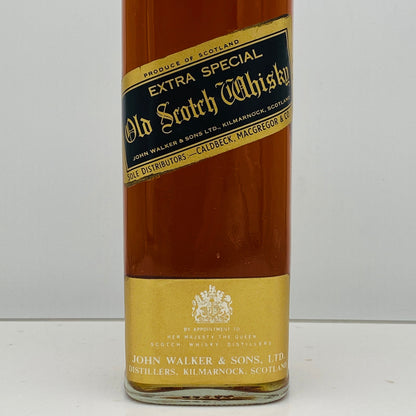 PRODUCE OF SCOTLAND
EXTRA SPECIAL
Old Scotch Whisky
JOHN WALKER & SONS LTD., KILMARNOCK, SCOTLAND.
SOLE DISTRIBUTORS:—CALDBECK, MACGREGOR & CO.
BY APPOINTMENT TO
HER MAJESTY THE QUEEN
SCOTCH WHISKY DISTILLERS
JOHN WALKER & SONS, LTD.
DISTILLERS, KILMARNOCK, SCOTLAND